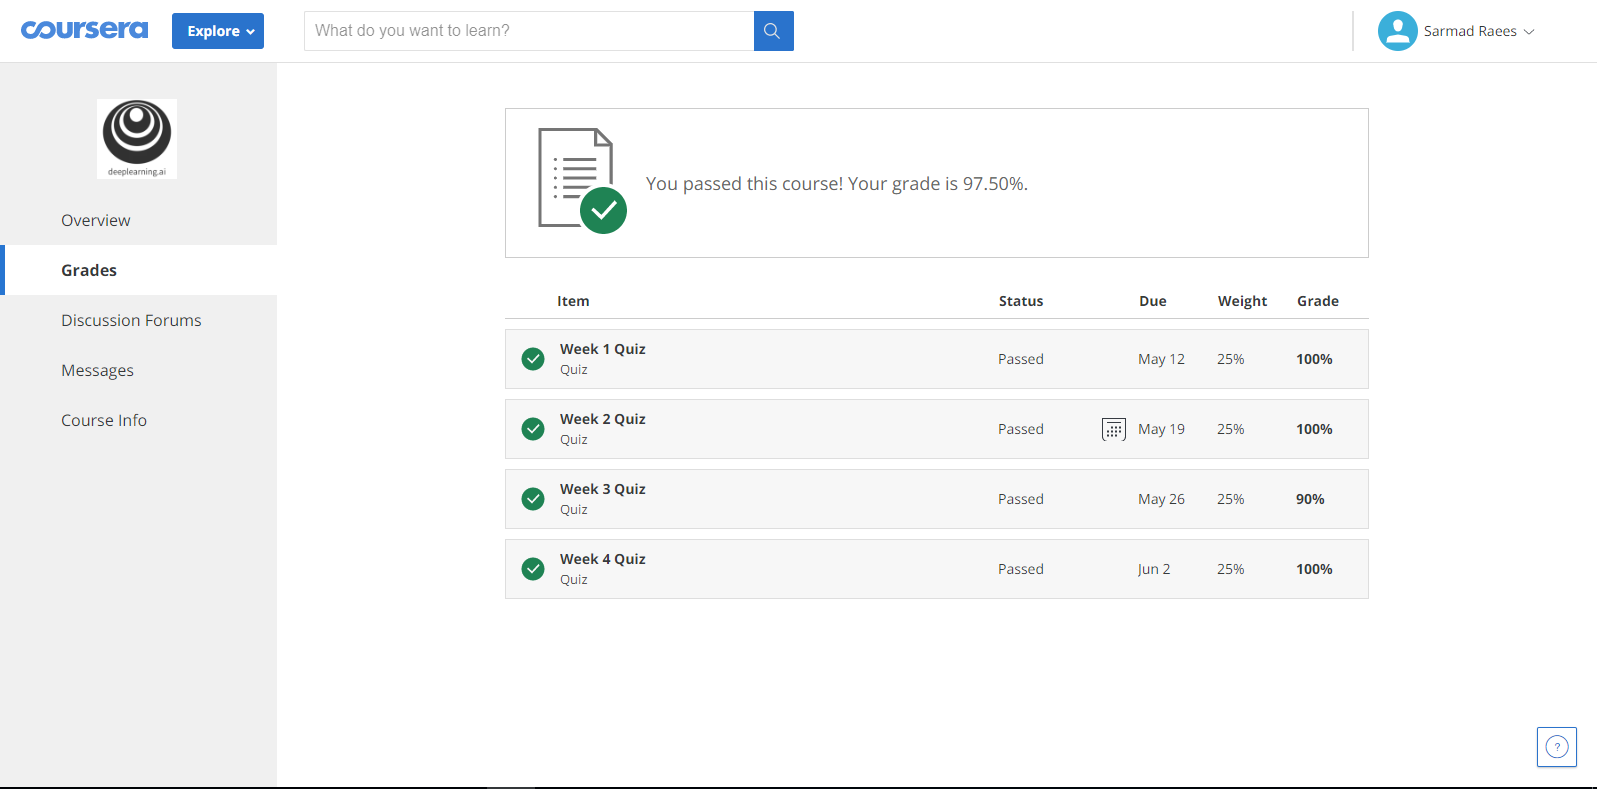 coursera
Explore
What do you want to learn?
Sarmad Raees
deeplearning.ai
Overview
Grades
Discussion Forums
Messages
Course Info
You passed this course! Your grade is 97.50%.
Item Status Due Weight Grade
Week 1 Quiz
Quiz
Passed May 12 25% 100%
Week 2 Quiz
Quiz
Passed May 19 25% 100%
Week 3 Quiz
Quiz
Passed May 26 25% 90%
Week 4 Quiz
Quiz
Passed Jun 2 25% 100%
?